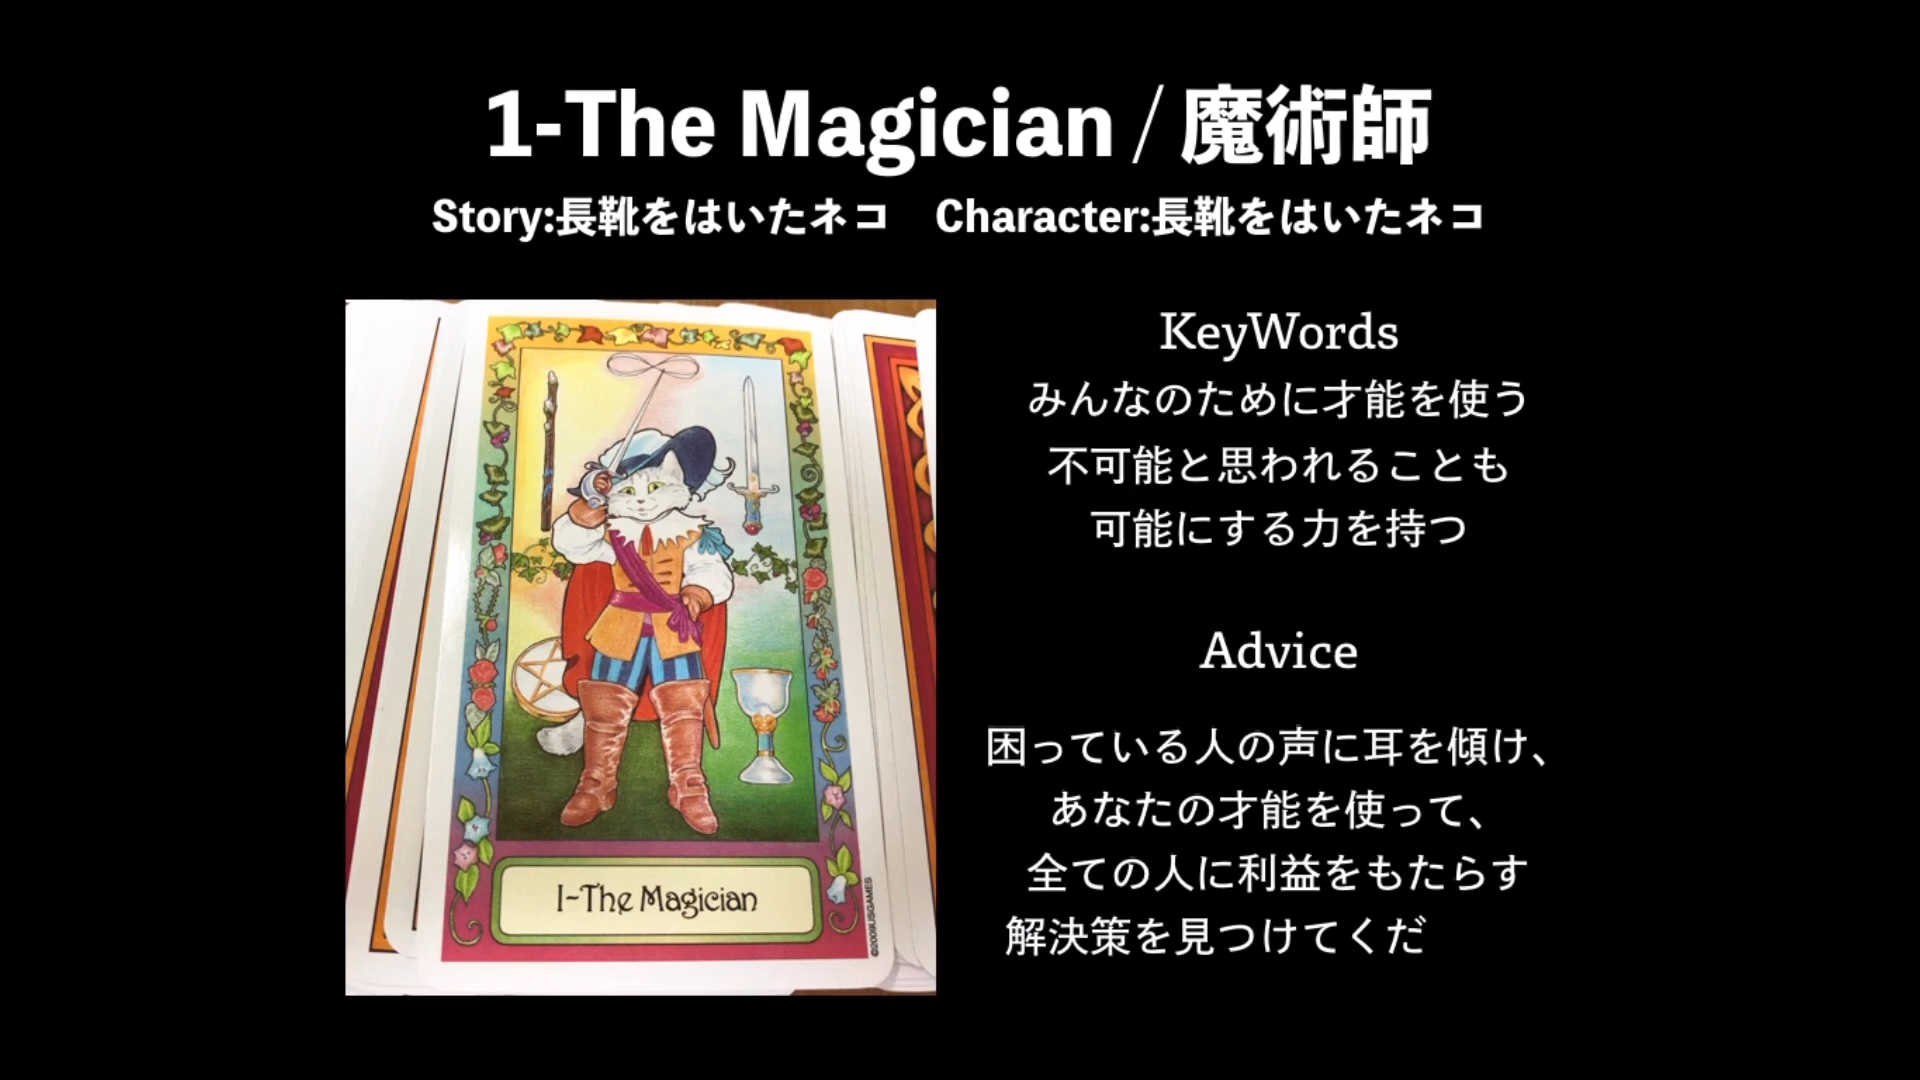 1-The Magician / 魔術師
Story:長靴をはいたネコ　Character:長靴をはいたネコ
I-The Magician
©2009USGAMES
KeyWords
みんなのために才能を使う
不可能と思われることも
可能にする力を持つ
Advice
困っている人の声に耳を傾け、
あなたの才能を使って、
全ての人に利益をもたらす
解決策を見つけてくだ